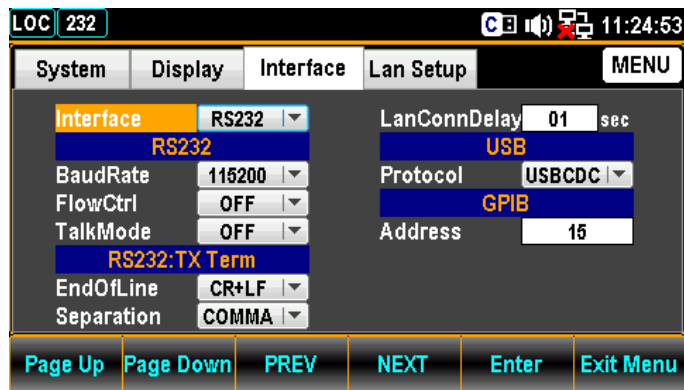 LOC 232 C 11:24:53
System Display Interface Lan Setup MENU
Interface RS232
RS232
BaudRate 115200
FlowCtrl OFF
TalkMode OFF
RS232:TX Term
EndOfLine CR+LF
Separation COMMA
LanConnDelay 01 sec
USB
Protocol USBCDC
GPIB
Address 15
Page Up Page Down PREV NEXT Enter Exit Menu